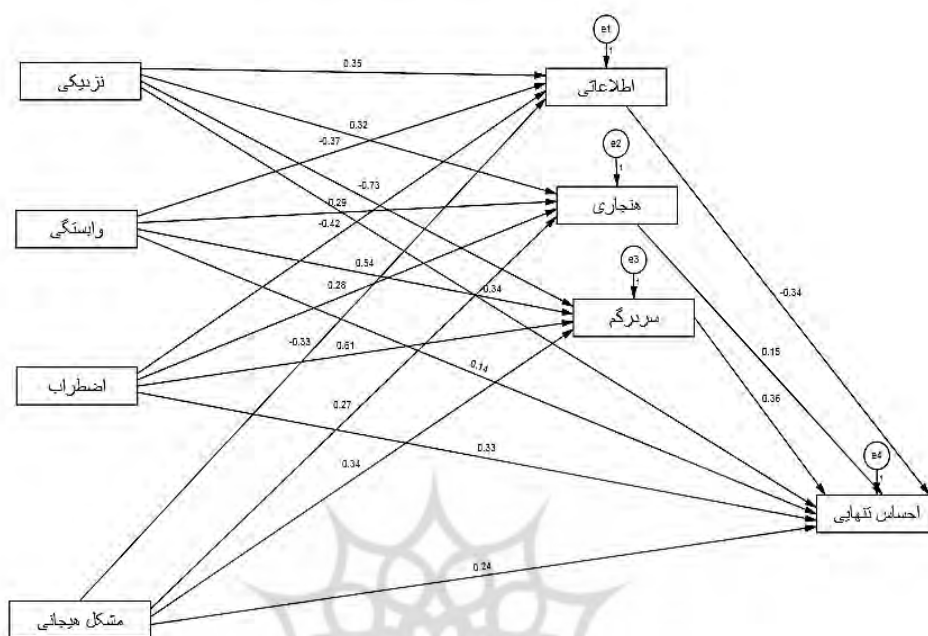 e1
1
نزدیکی
0.35
اطلاعاتی
0.32
-0.37
e2
1
-0.73
هنجاری
وابستگی
0.29
-0.42
e3
1
0.54
0.28
-0.34
سردرگم
-0.34
0.61
-0.33
0.14
0.15
اضطراب
0.27
0.36
0.33
e4
1
0.34
احساس تنهایی
0.24
مشکل هیجانی